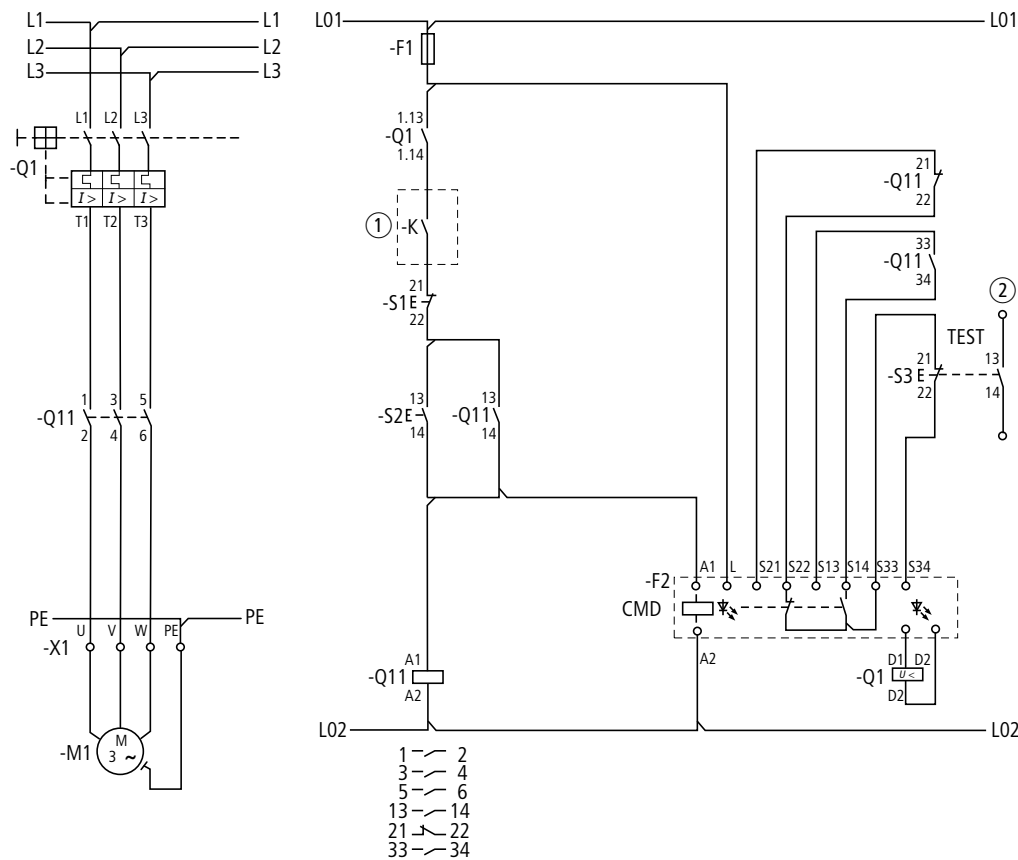 L1 L1
L2 L2
L3 L3
L1 L2 L3
-Q1
I> I> I>
T1 T2 T3
1 3 5
-Q11
2 4 6
PE PE
U V W PE
-X1
M
3 ~
-M1
L01 L01
-F1
1.13
-Q1
1.14
1 -K
21
-S1 E
22
13 13
-S2 E -Q11
14 14
A1
-Q11
A2
L02 L02
1 2
3 4
5 6
13 14
21 22
33 34
21
-Q11
22
33
-Q11
34
2
TEST
21 13
-S3 E
22 14
A1 L S21 S22 S13 S14 S33 S34
-F2
CMD
A2
D1 D2
-Q1 U<
D2